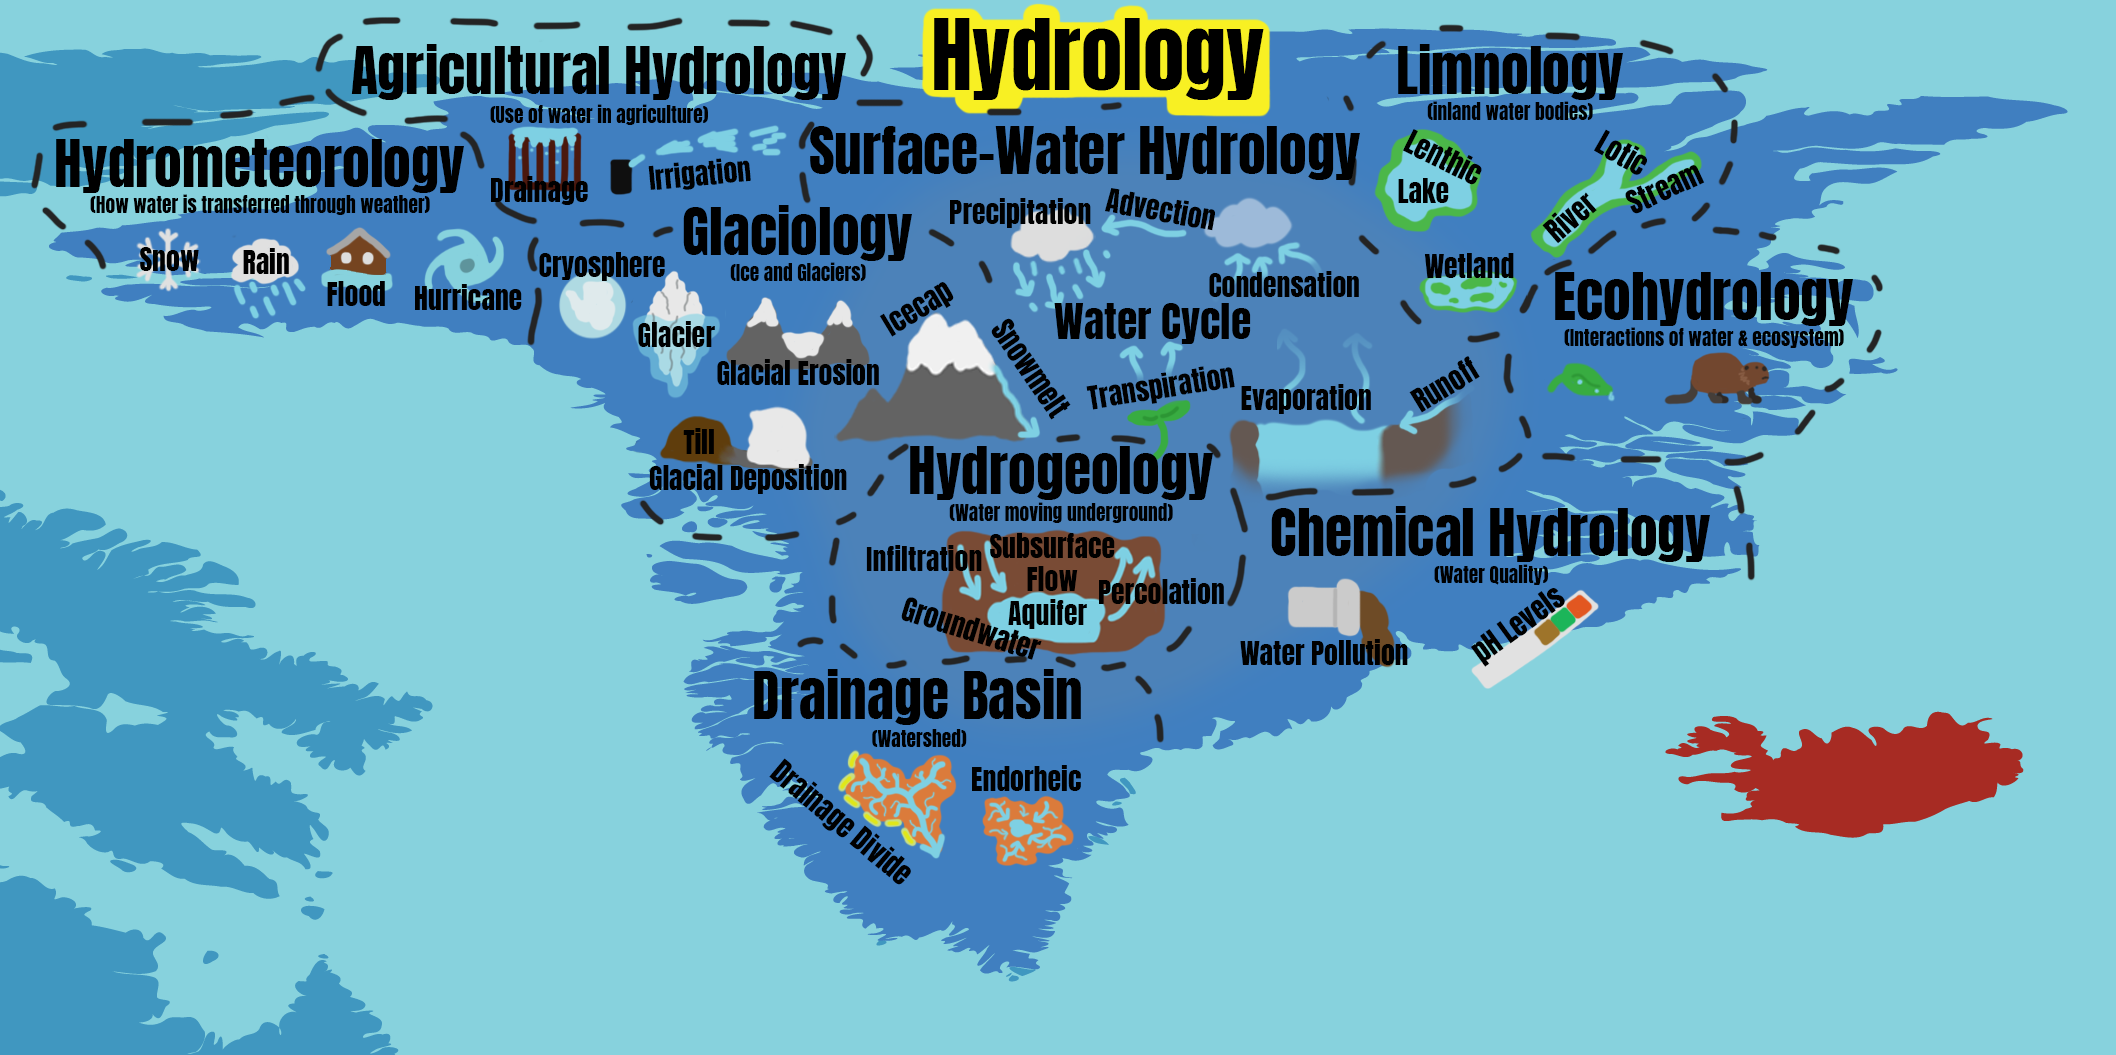 Hydrology
Agricultural Hydrology
(Use of water in agriculture)
Drainage
Irrigation
Limnology
(inland water bodies)
Lenthic
Lake
Lotic
River
Stream
Wetland
Hydrometeorology
(How water is transferred through weather)
Snow
Rain
Flood
Hurricane
Surface-Water Hydrology
Precipitation
Advection
Condensation
Water Cycle
Snowmelt
Transpiration
Evaporation
Runoff
Glaciology
(Ice and Glaciers)
Cryosphere
Glacier
Icecap
Glacial Erosion
Till
Glacial Deposition
Ecohydrology
(Interactions of water & ecosystem)
Hydrogeology
(Water moving underground)
Infiltration
Subsurface
Flow
Percolation
Aquifer
Groundwater
Chemical Hydrology
(Water Quality)
Water Pollution
pH Levels
Drainage Basin
(Watershed)
Drainage Divide
Endorheic